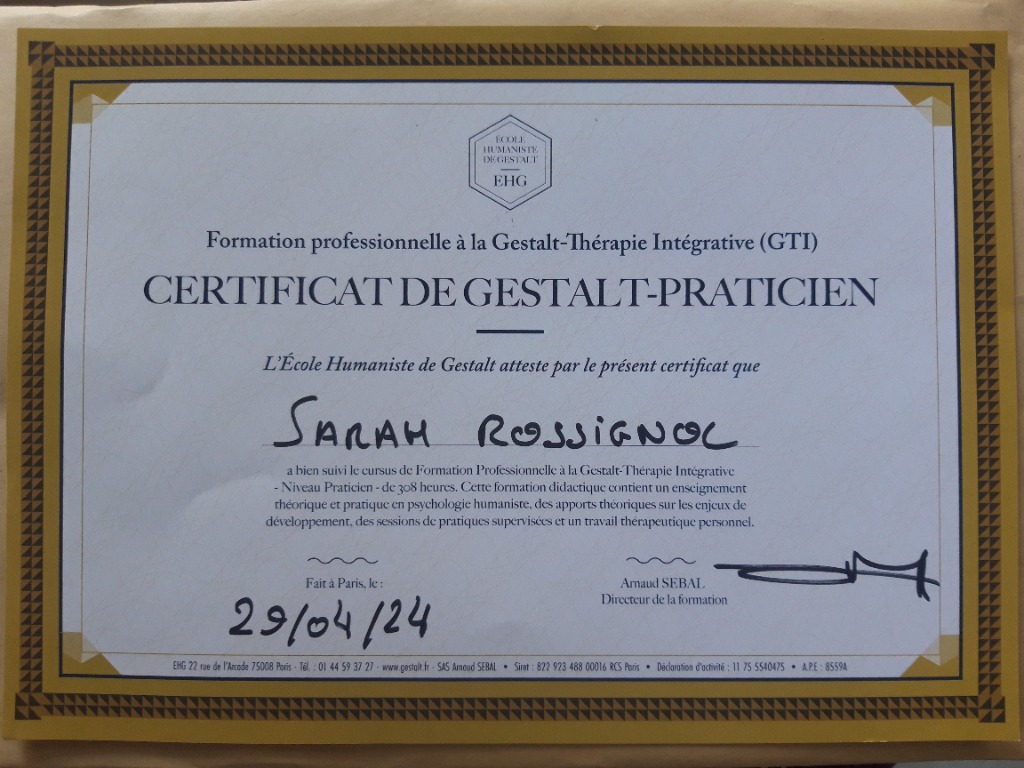 ÉCOLE
HUMANISTE
DE GESTALT
EHG
Formation professionnelle à la Gestalt-Thérapie Intégrative (GTI)
CERTIFICAT DE GESTALT-PRATICIEN
L'École Humaniste de Gestalt atteste par le présent certificat que
SARAH ROSSiGNOL
a bien suivi le cursus de Formation Professionnelle à la Gestalt-Thérapie Intégrative
- Niveau Praticien - de 308 heures. Cette formation didactique contient un enseignement
théorique et pratique en psychologie humaniste, des apports théoriques sur les enjeux de
développement, des sessions de pratiques supervisées et un travail thérapeutique personnel.
Fait à Paris, le :
29/04/24
Arnaud SEBAL
Directeur de la formation
EHG 22 rue de l'Arcade 75008 Paris - Tél. : 01 44 59 37 27 - www.gestalt.fr - SAS Arnaud SEBAL • Siret : 822 923 488 00016 RCS Paris • Déclaration d'activité : 11 75 5540475 • A.P.E : 8559A